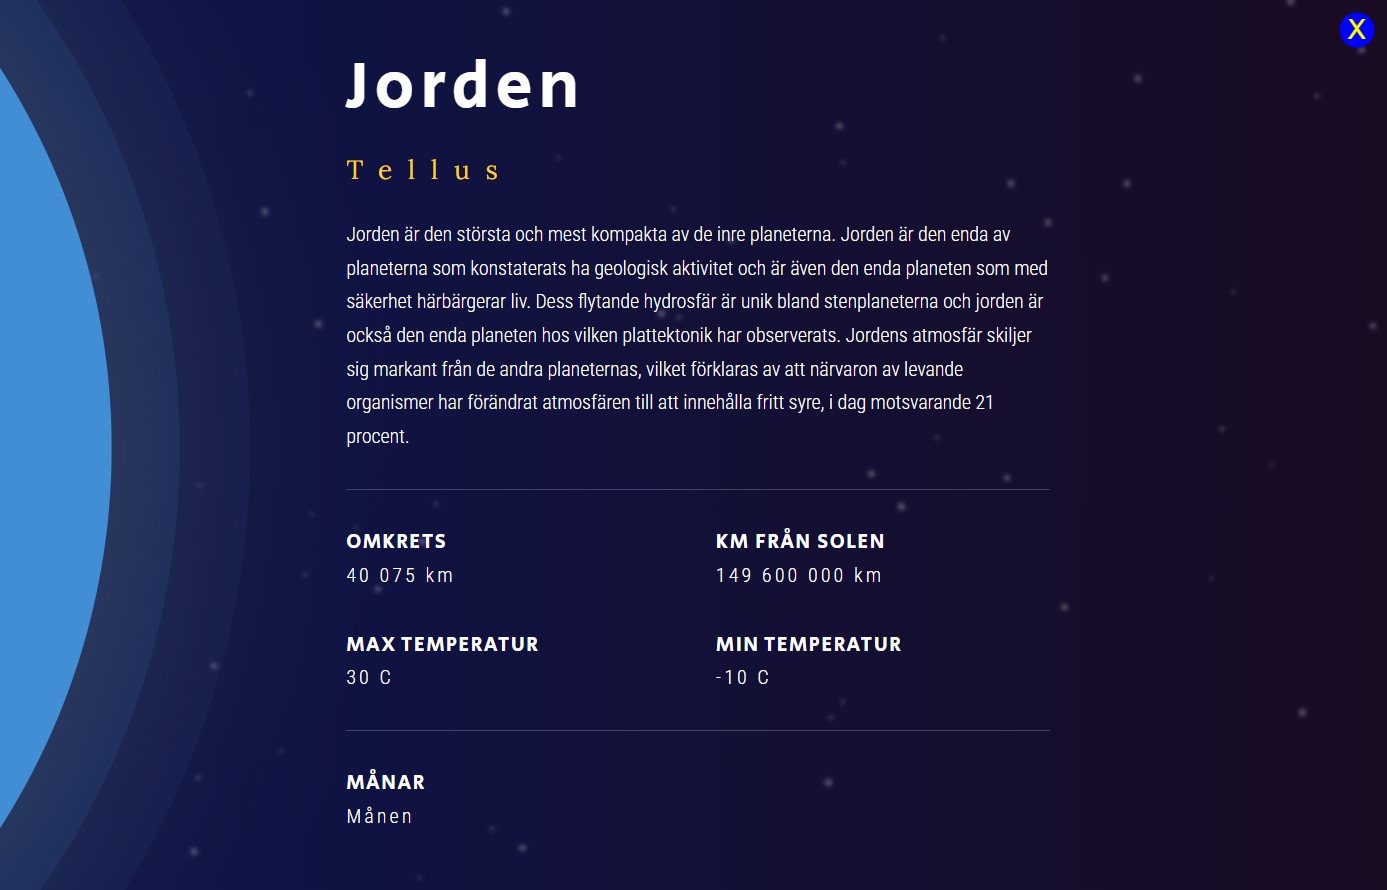 X
Jorden
Tellus
Jorden är den största och mest kompakta av de inre planeterna. Jorden är den enda av
planeterna som konstaterats ha geologisk aktivitet och är även den enda planeten som med
säkerhet härbärgerar liv. Dess flytande hydrosfär är unik bland stenplaneterna och jorden är
också den enda planeten hos vilken plattektonik har observerats. Jordens atmosfär skiljer
sig markant från de andra planeternas, vilket förklaras av att närvaron av levande
organismer har förändrat atmosfären till att innehålla fritt syre, i dag motsvarande 21
procent.
OMKRETS KM FRÅN SOLEN
40 075 km 149 600 000 km
MAX TEMPERATUR MIN TEMPERATUR
30 C -10 C
MÅNAR
Månen